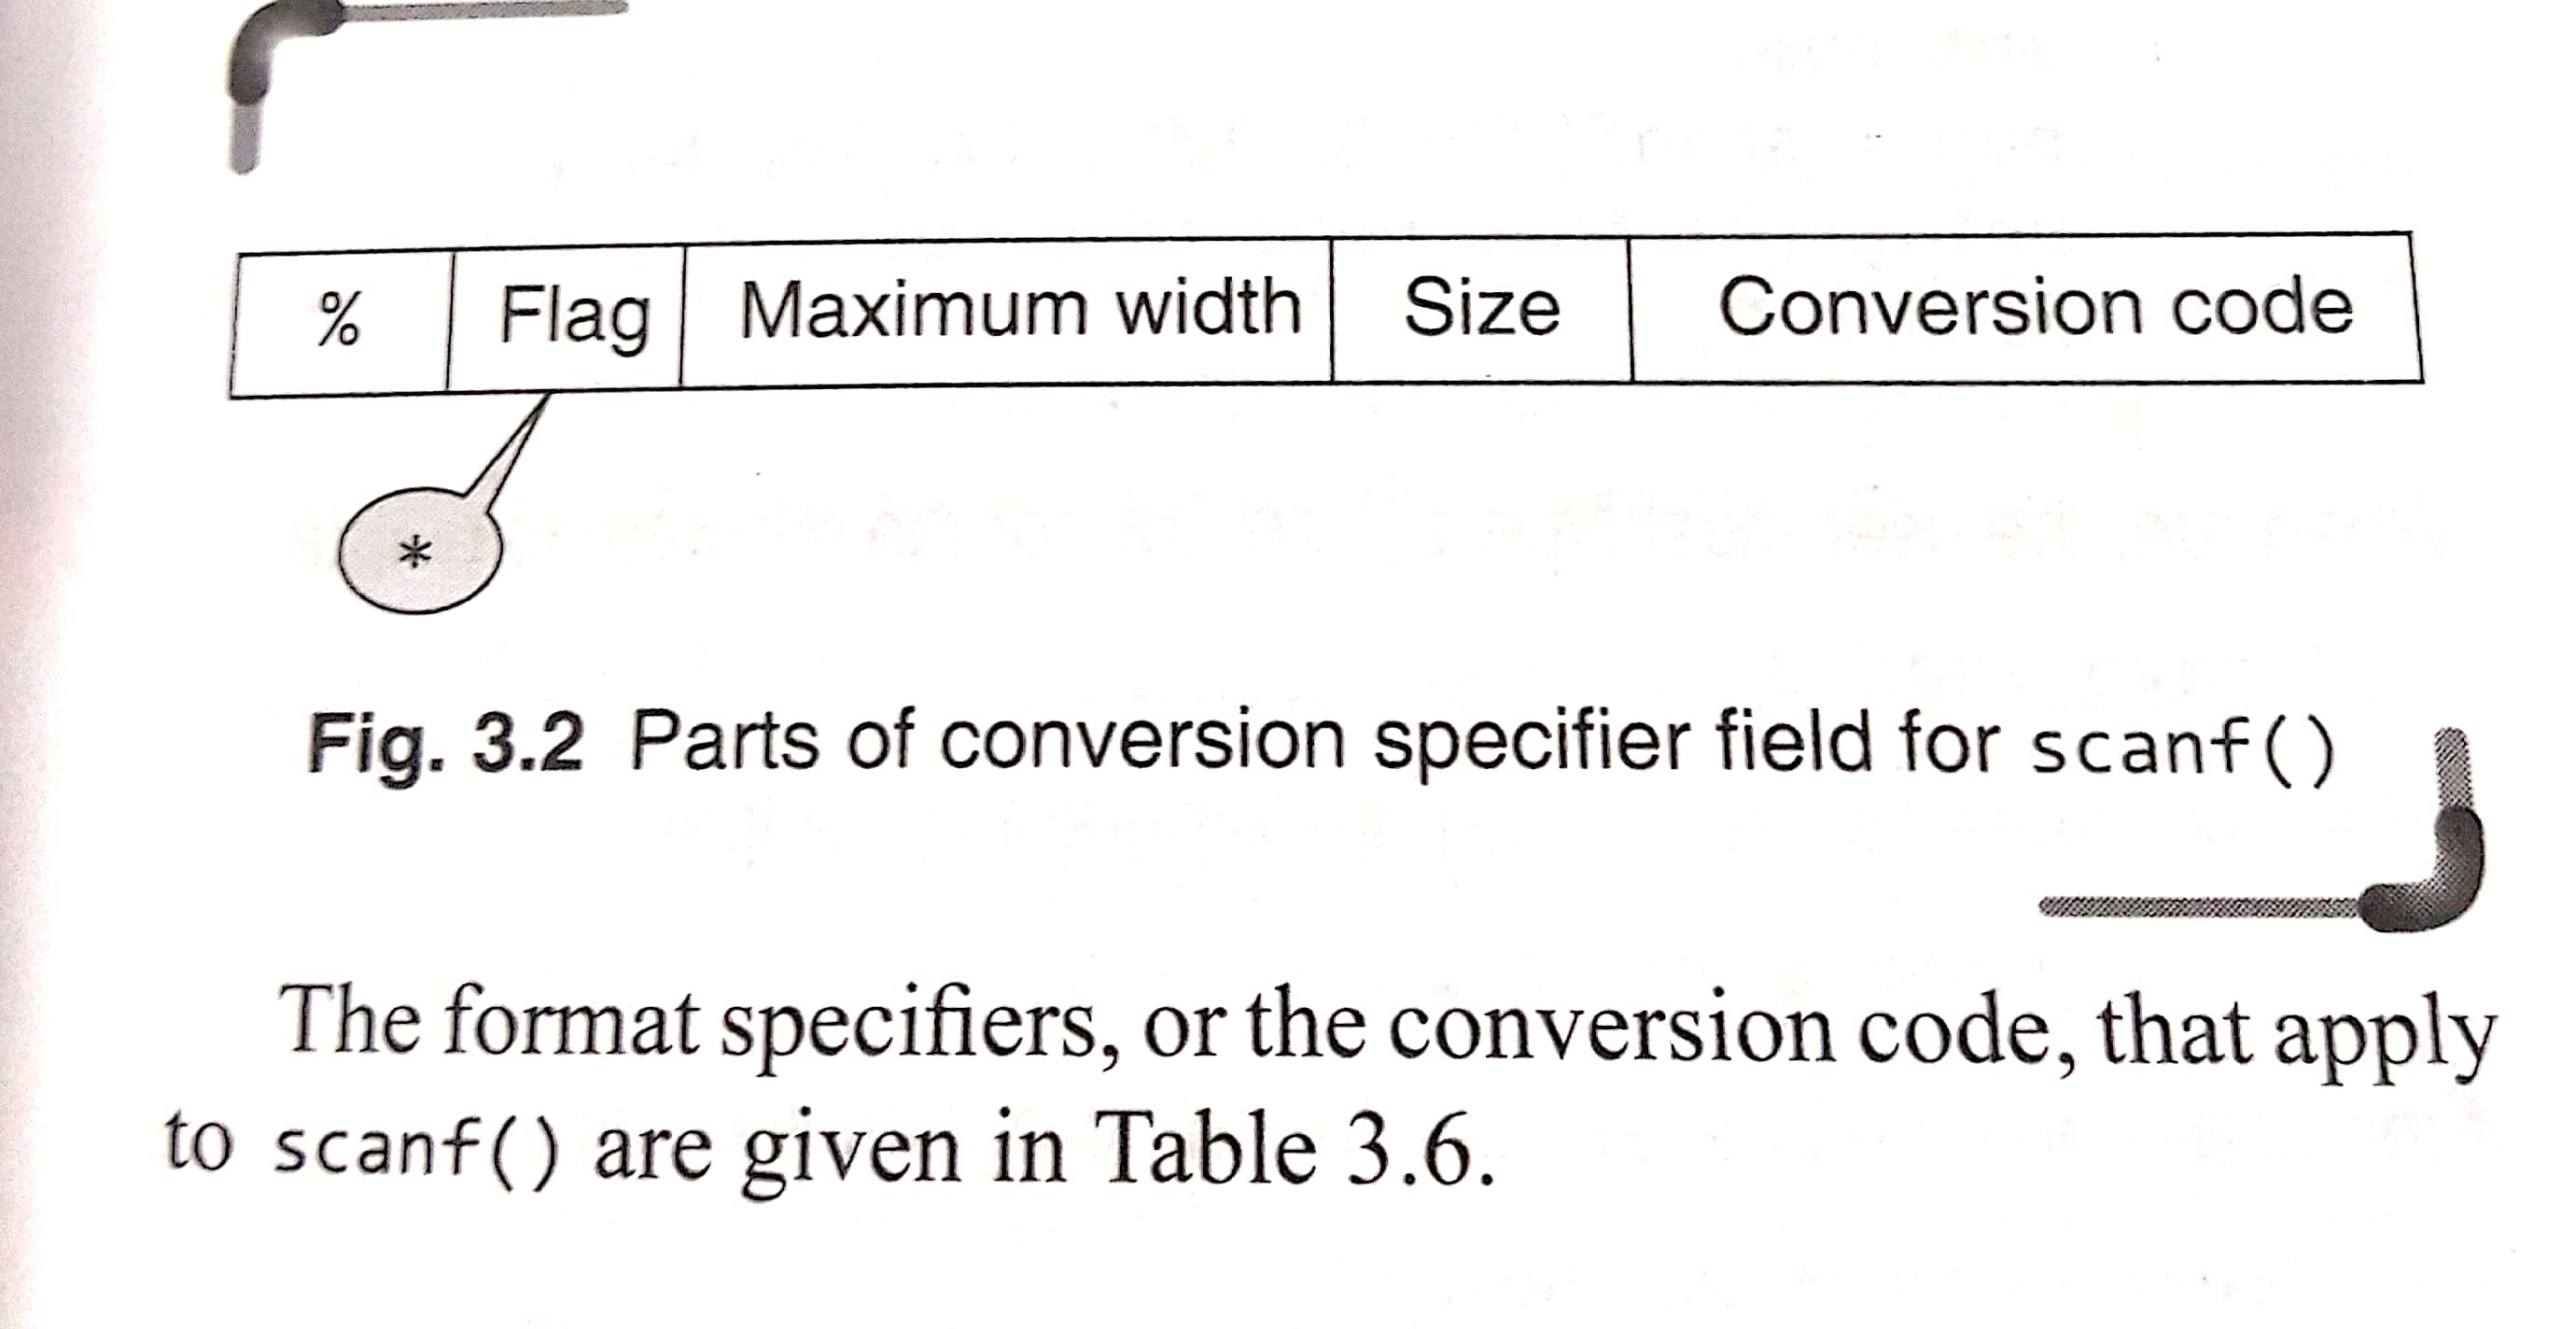 % Flag Maximum width Size Conversion code
*
Fig. 3.2 Parts of conversion specifier field for scanf()
The format specifiers, or the conversion code, that apply
to scanf() are given in Table 3.6.